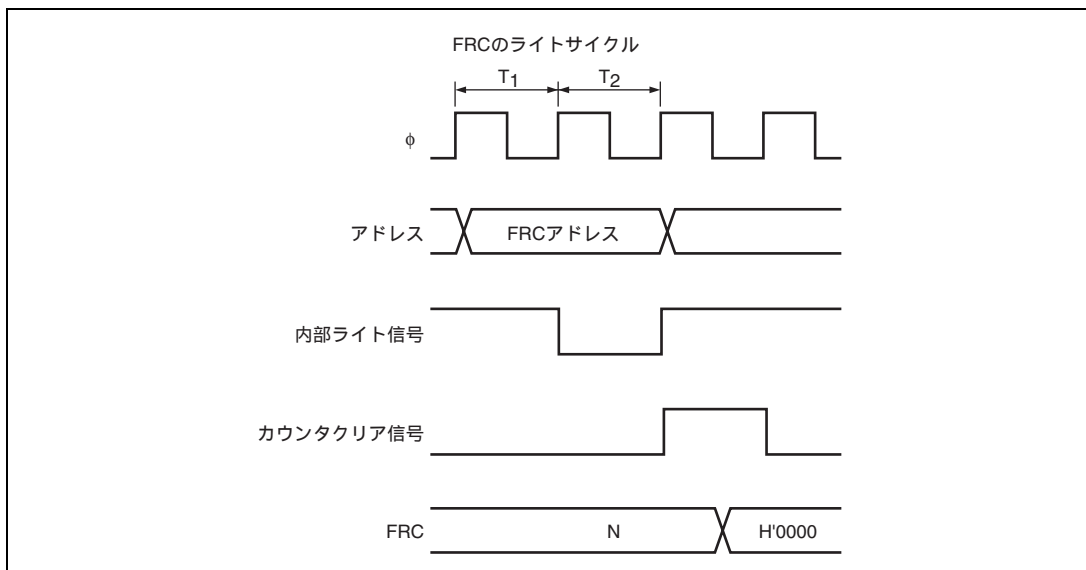 FRCのライトサイクル
T1 T2
φ
アドレス FRCアドレス
内部ライト信号
カウンタクリア信号
FRC N H'0000